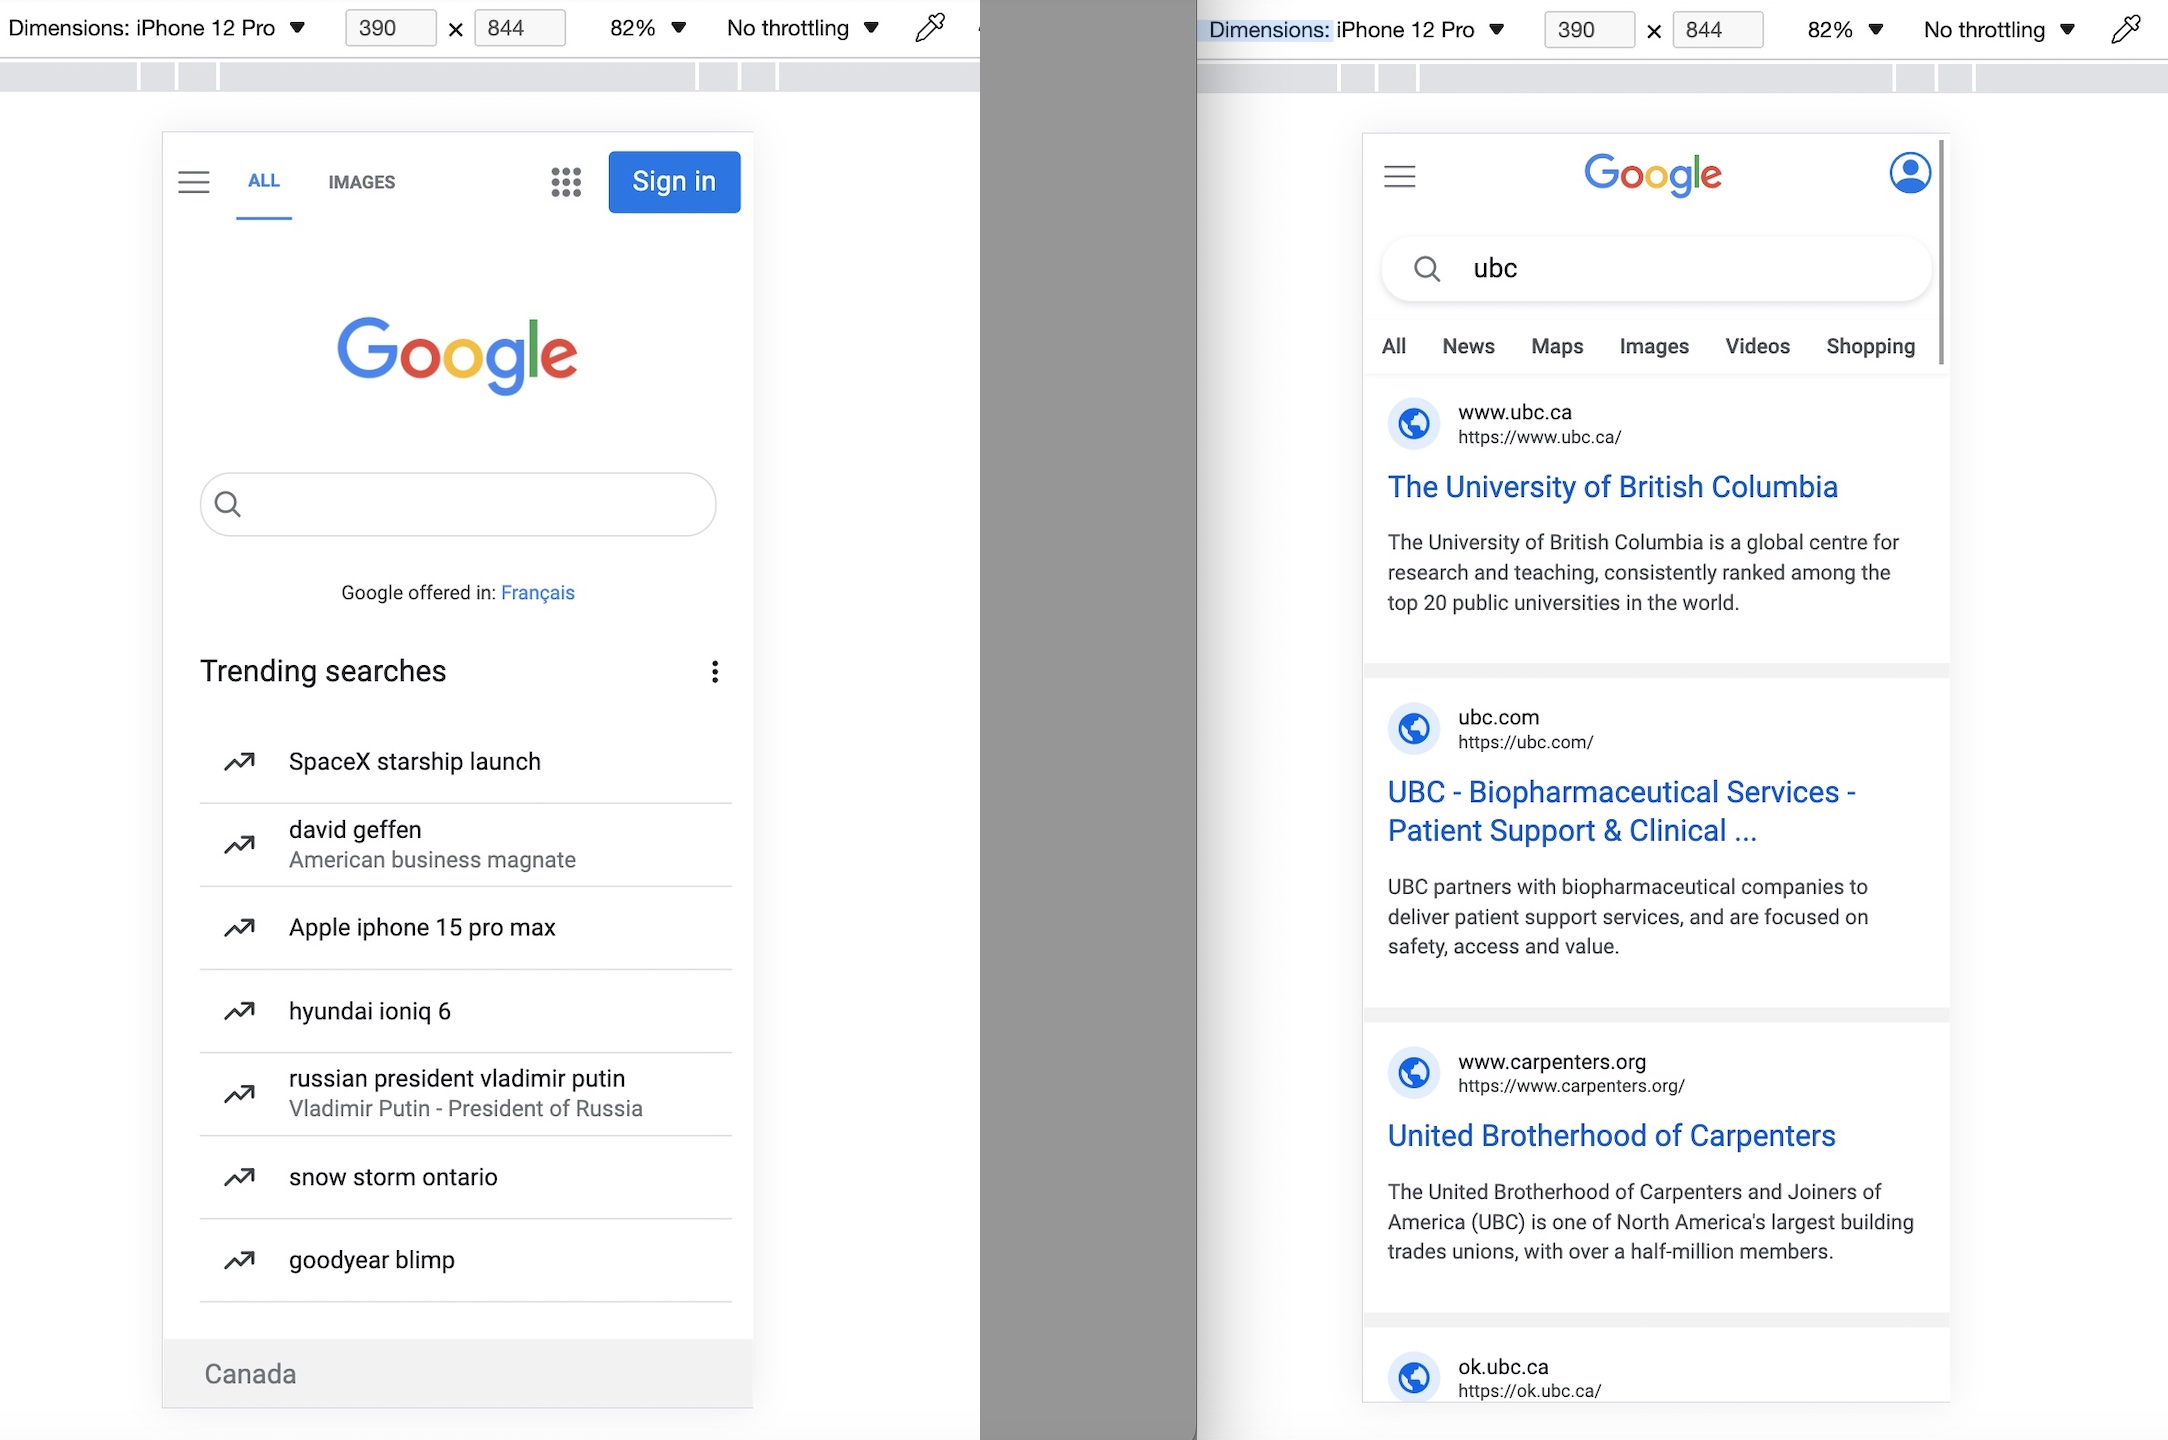 Dimensions: iPhone 12 Pro 390 × 844 82% No throttling
ALL IMAGES Sign in
Google
Google offered in: Français
Trending searches
SpaceX starship launch
david geffen
American business magnate
Apple iphone 15 pro max
hyundai ioniq 6
russian president vladimir putin
Vladimir Putin - President of Russia
snow storm ontario
goodyear blimp
Canada
Dimensions: iPhone 12 Pro 390 × 844 82% No throttling
Google
ubc
All News Maps Images Videos Shopping
www.ubc.ca
https://www.ubc.ca/
The University of British Columbia
The University of British Columbia is a global centre for
research and teaching, consistently ranked among the
top 20 public universities in the world.
ubc.com
https://ubc.com/
UBC - Biopharmaceutical Services -
Patient Support & Clinical ...
UBC partners with biopharmaceutical companies to
deliver patient support services, and are focused on
safety, access and value.
www.carpenters.org
https://www.carpenters.org/
United Brotherhood of Carpenters
The United Brotherhood of Carpenters and Joiners of
America (UBC) is one of North America's largest building
trades unions, with over a half-million members.
ok.ubc.ca
https://ok.ubc.ca/